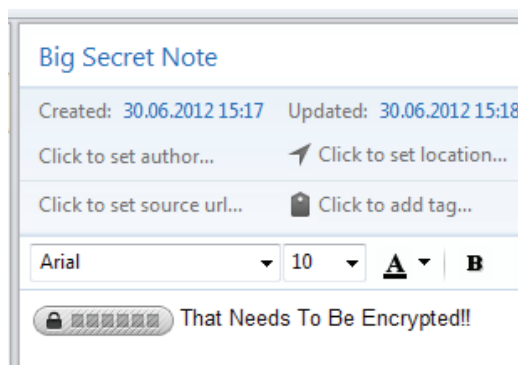 Big Secret Note
Created: 30.06.2012 15:17 Updated: 30.06.2012 15:18
Click to set author... Click to set location...
Click to set source url... Click to add tag...
Arial 10 A B
That Needs To Be Encrypted!!